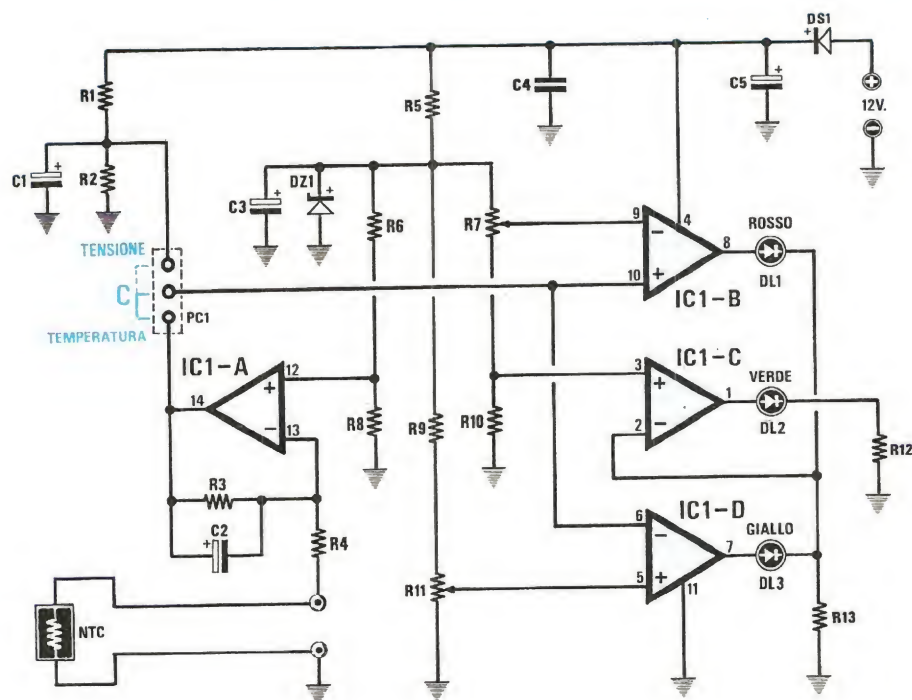 DS1
+
R1
R5
C4
+
C5
12V.
C1
+
R2
DZ1
+
C3
+
R6
R7
9
−
4
ROSSO
8
TENSIONE
10
+
DL1
C
IC1-B
PC1
TEMPERATURA
IC1-A
IC1-C
12
+
3
+
VERDE
14
1
13
−
R8
R9
R10
2
−
DL2
R12
R3
IC1-D
C2
+
R4
6
−
GIALLO
7
R11
5
+
11
DL3
NTC
R13